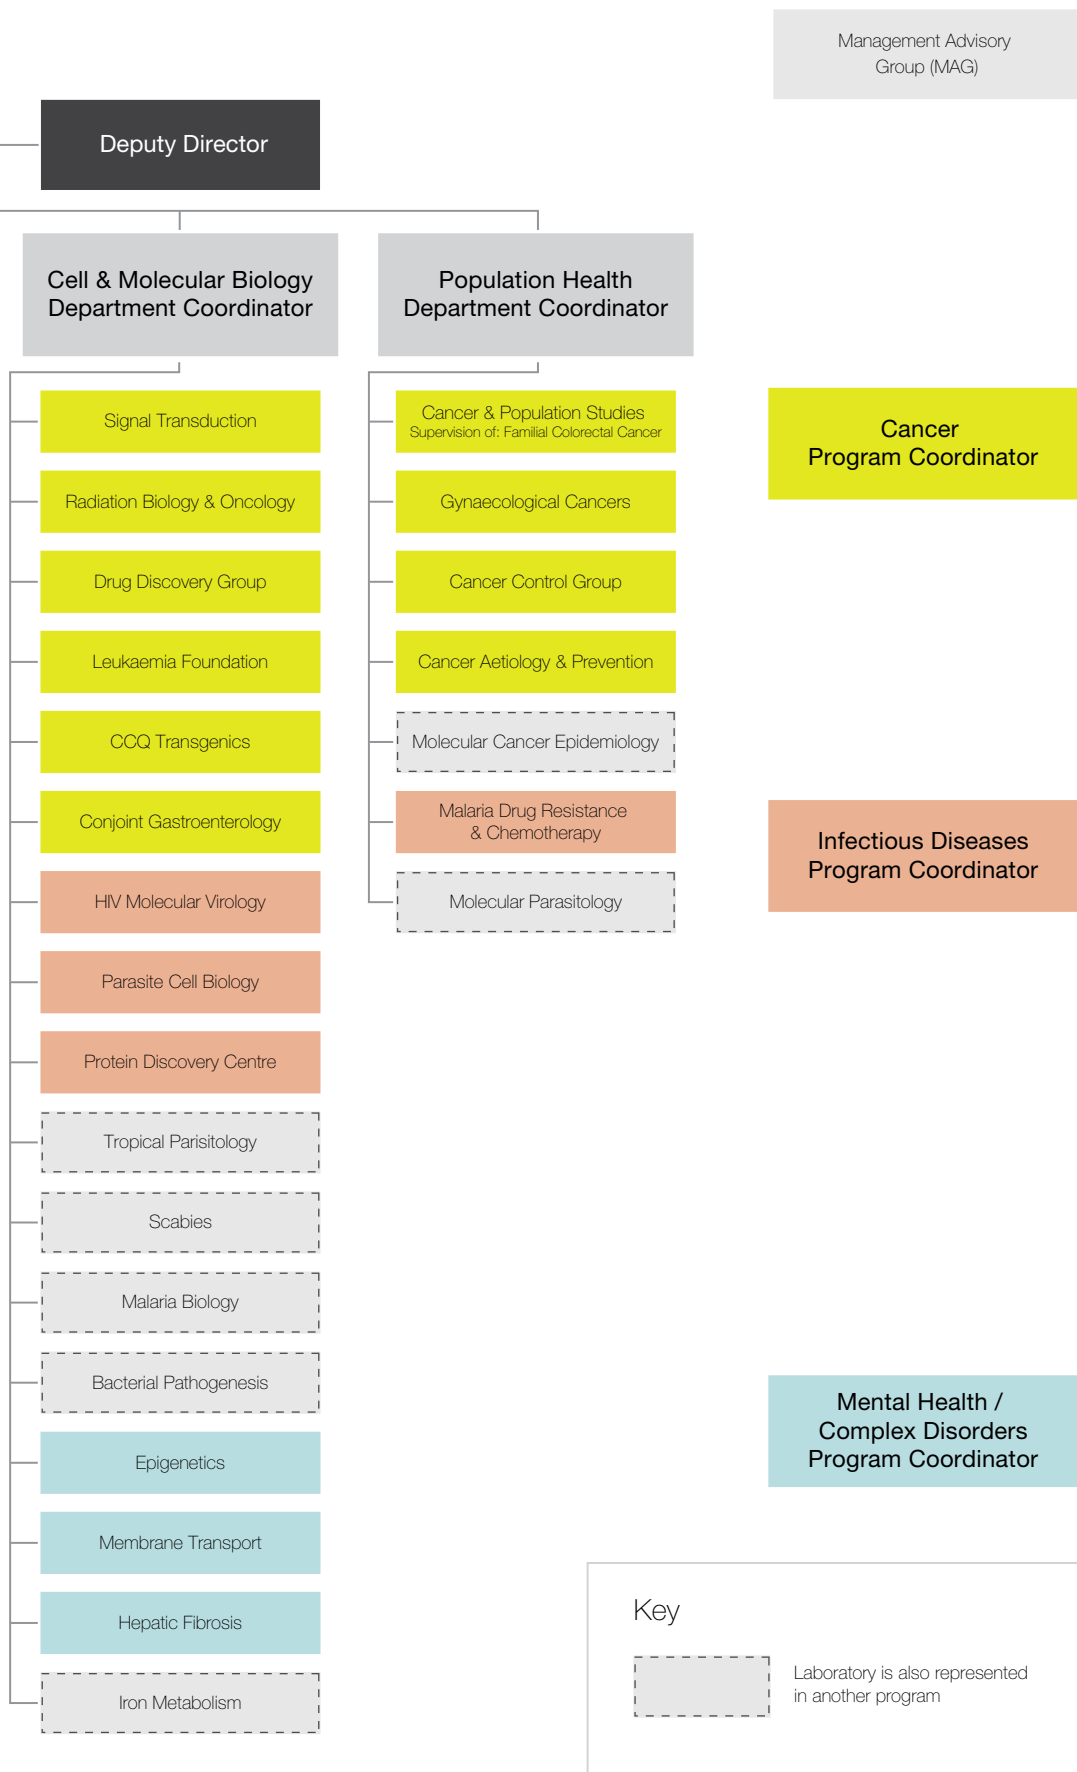 Management Advisory
Group (MAG)
Deputy Director
Cell & Molecular Biology
Department Coordinator
Population Health
Department Coordinator
Signal Transduction
Radiation Biology & Oncology
Drug Discovery Group
Leukaemia Foundation
CCQ Transgenics
Conjoint Gastroenterology
HIV Molecular Virology
Parasite Cell Biology
Protein Discovery Centre
Tropical Parisitology
Scabies
Malaria Biology
Bacterial Pathogenesis
Epigenetics
Membrane Transport
Hepatic Fibrosis
Iron Metabolism
Cancer & Population Studies
Supervision of: Familial Colorectal Cancer
Gynaecological Cancers
Cancer Control Group
Cancer Aetiology & Prevention
Molecular Cancer Epidemiology
Malaria Drug Resistance
& Chemotherapy
Molecular Parasitology
Cancer
Program Coordinator
Infectious Diseases
Program Coordinator
Mental Health /
Complex Disorders
Program Coordinator
Key
Laboratory is also represented
in another program